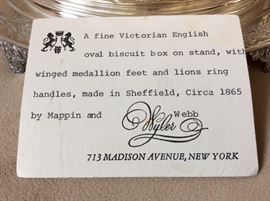 A fine Victorian English
oval biscuit box on stand, with
winged medallion feet and lions ring
handles, made in Sheffield, Circa 1865
by Mappin and Webb
Wyler
713 MADISON AVENUE, NEW YORK